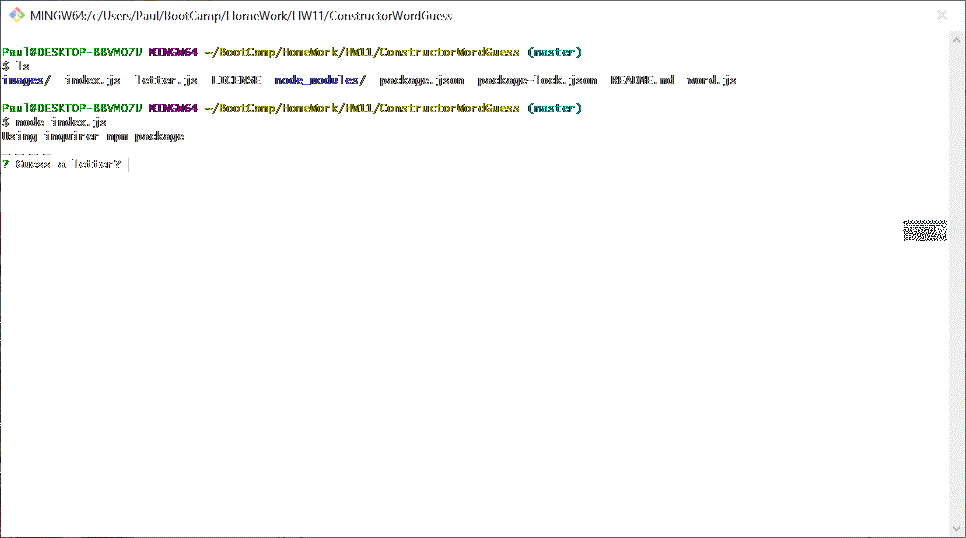 MINGW64:/c/Users/Paul/BootCamp/HomeWork/HW11/ConstructorWordGuess
Paul@DESKTOP-BBVMO7U MINGW64 ~/BootCamp/HomeWork/HW11/ConstructorWordGuess (master)
$ ls
images/ index.js letter.js LICENSE node_modules/ package.json package-lock.json README.md word.js
Paul@DESKTOP-BBVMO7U MINGW64 ~/BootCamp/HomeWork/HW11/ConstructorWordGuess (master)
$ node index.js
Using inquirer npm package
_ _ _ _
? Guess a letter?